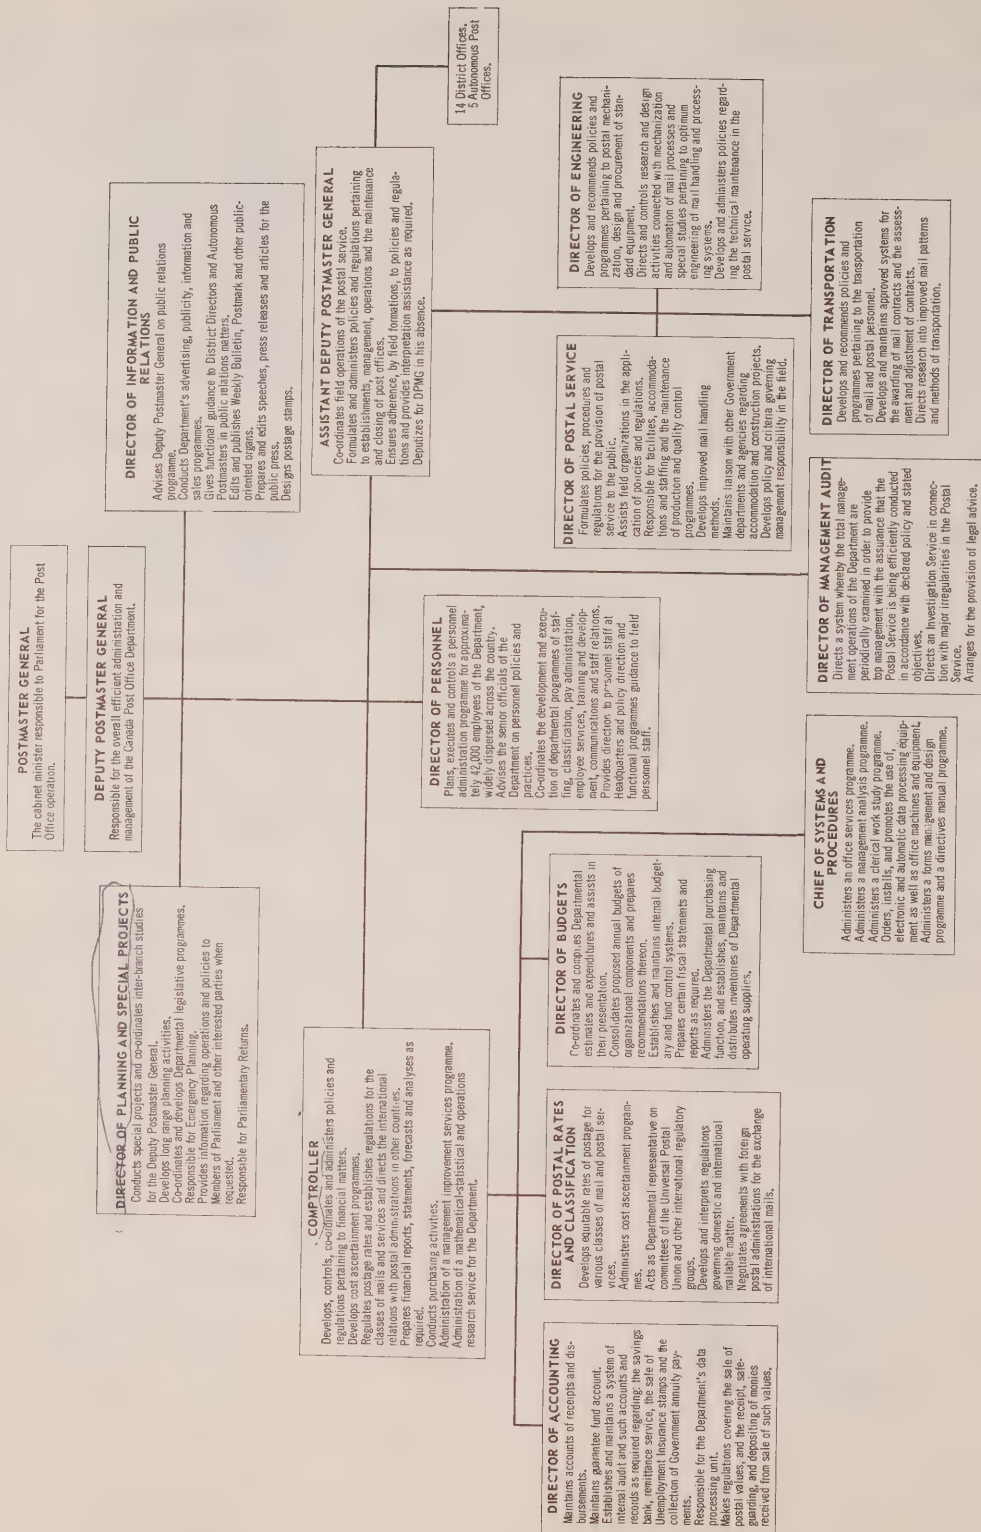 POSTMASTER GENERAL
The cabinet minister responsible to Parliament for the Post
Office operation.
DEPUTY POSTMASTER GENERAL
Responsible for the overall efficient administration and
management of the Canada Post Office Department.
DIRECTOR OF PLANNING AND SPECIAL PROJECTS
Conducts special projects and co-ordinates inter-branch studies
for the Deputy Postmaster General.
Develops long range planning activities.
Co-ordinates and develops Departmental legislative programmes.
Responsible for Emergency Planning.
Provides information regarding operations and policies to
Members of Parliament and other interested parties when
requested.
Responsible for Parliamentary Returns.
DIRECTOR OF INFORMATION AND PUBLIC
RELATIONS
Advises Deputy Postmaster General on public relations
programme.
Conducts Department's advertising, publicity, information and
sales programmes.
Gives functional guidance to District Directors and Autonomous
Postmasters in public relations matters.
Edits and publishes Weekly Bulletin, Postmark and other public-
oriented organs.
Prepares and edits speeches, press releases and articles for the
public press.
Designs postage stamps.
COMPTROLLER
Develops, controls, co-ordinates and administers policies and
regulations pertaining to financial matters.
Develops cost ascertainment programmes.
Regulates postage rates and establishes regulations for the
classes of mails and services and directs the international
relations with postal administrations in other countries.
Prepares financial reports, statements, forecasts and analyses as
required.
Conducts purchasing activities.
Administration of a management improvement services programme.
Administration of a mathematical-statistical and operations
research service for the Department.
DIRECTOR OF PERSONNEL
Plans, executes and controls a personnel
administration programme for approxima-
tely 42,000 employees of the Department,
widely dispersed across the country.
Advises the senior officials of the
Department on personnel policies and
practices.
Co-ordinates the development and execu-
tion of departmental programmes of staf-
fing, classification, pay administration,
employee services, training and develop-
ment, communications and staff relations.
Provides direction to personnel staff at
Headquarters and policy direction and
functional programmes guidance to field
personnel staff.
ASSISTANT DEPUTY POSTMASTER GENERAL
Co-ordinates field operations of the postal service.
Formulates and administers policies and regulations pertaining
to establishments, management, operations and the maintenance
and closing of post offices.
Ensures adherence, by field formations, to policies and regula-
tions and provides interpretation assistance as required.
Deputizes for DPMG in his absence.
14 District Offices.
5 Autonomous Post
Offices.
DIRECTOR OF ACCOUNTING
Maintains accounts of receipts and dis-
bursements.
Maintains guarantee fund account.
Establishes and maintains a system of
internal audit and such accounts and
records as required regarding: the savings
bank, remittance service, the sale of
Unemployment Insurance stamps and the
collection of Government annuity pay-
ments.
Responsible for the Department's data
processing unit.
Makes regulations covering the sale of
postal values, and the receipt, safe-
guarding, and depositing of monies
received from sale of such values.
DIRECTOR OF POSTAL RATES
AND CLASSIFICATION
Develops equitable rates of postage for
various classes of mail and postal ser-
vices.
Administers cost ascertainment program-
mes.
Acts as Departmental representative on
committees of the Universal Postal
Union and other international regulatory
groups.
Develops and interprets regulations
governing domestic and international
mailable matter.
Negotiates agreements with foreign
postal administrations for the exchange
of international mails.
DIRECTOR OF BUDGETS
Co-ordinates and compiles Departmental
estimates and expenditures and assists in
their presentation.
Consolidates proposed annual budgets of
organizational components and prepares
recommendations thereon.
Establishes and maintains internal budget-
ary and fund control systems.
Prepares certain fiscal statements and
reports as required.
Administers the Departmental purchasing
function, and establishes, maintains and
distributes inventories of Departmental
operating supplies.
CHIEF OF SYSTEMS AND
PROCEDURES
Administers an office services programme.
Administers a management analysis programme.
Administers a clerical work study programme.
Orders, installs, and promotes the use of,
electronic and automatic data processing equip-
ment as well as office machines and equipment.
Administers a forms management and design
programme and a directives manual programme.
DIRECTOR OF MANAGEMENT AUDIT
Directs a system whereby the total manage-
ment operations of the Department are
periodically examined in order to provide
top management with the assurance that the
Postal Service is being efficiently conducted
in accordance with declared policy and stated
objectives.
Directs an Investigation Service in connec-
tion with major irregularities in the Postal
Service.
Arranges for the provision of legal advice.
DIRECTOR OF POSTAL SERVICE
Formulates policies, procedures and
regulations for the provision of postal
service to the public.
Assists field organizations in the appli-
cation of policies and regulations.
Responsible for facilities, accommoda-
tions and staffing and the maintenance
of production and quality control
programmes.
Develops improved mail handling
methods.
Maintains liaison with other Government
departments and agencies regarding
accommodation and construction projects.
Develops policy and criteria governing
management responsibility in the field.
DIRECTOR OF ENGINEERING
Develops and recommends policies and
programmes pertaining to postal mechani-
zation, design and procurement of stan-
dard equipment.
Directs and controls research and design
activities connected with mechanization
and automation of mail processes and
special studies pertaining to optimum
engineering of mail handling and process-
ing systems.
Develops and administers policies regard-
ing the technical maintenance in the
postal service.
DIRECTOR OF TRANSPORTATION
Develops and recommends policies and
programmes pertaining to the transportation
of mail and postal personnel.
Develops and maintains approved systems for
the awarding of mail contracts and the assess-
ment and adjustment of contracts.
Directs research into improved mail patterns
and methods of transportation.